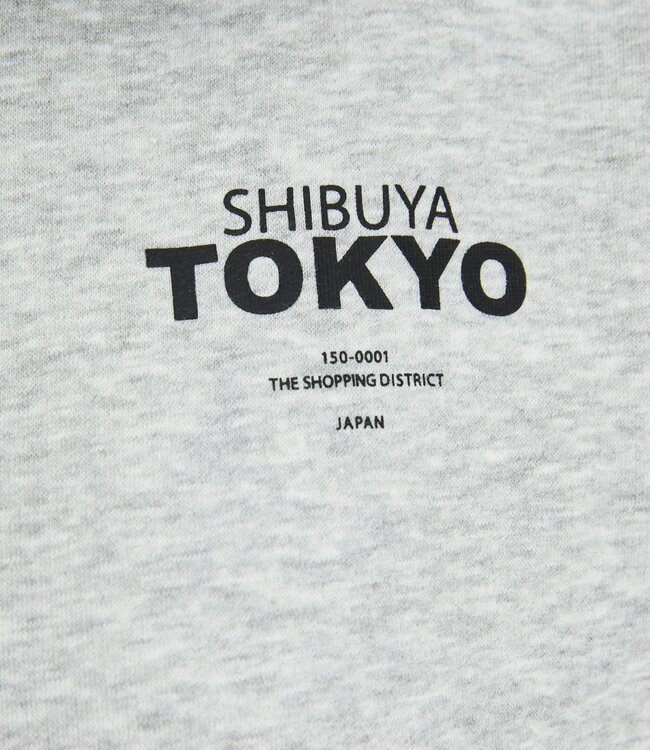 SHIBUYA
TOKYO
150-0001
THE SHOPPING DISTRICT
JAPAN